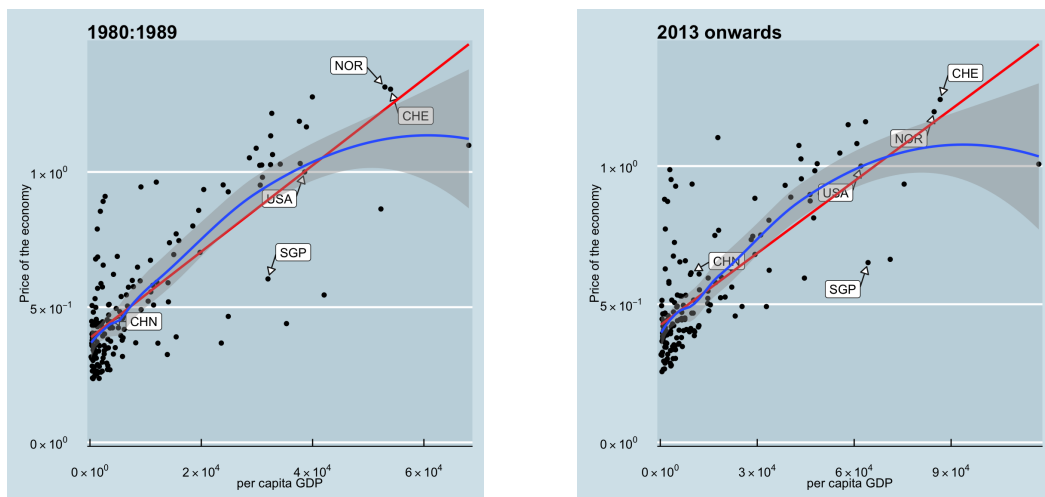 1980:1989
Price of the economy
1 × 10⁰
5 × 10⁻¹
0 × 10⁰
NOR
CHE
USA
SGP
CHN
0 × 10⁰ 2 × 10⁴ 4 × 10⁴ 6 × 10⁴
per capita GDP
2013 onwards
Price of the economy
1 × 10⁰
5 × 10⁻¹
0 × 10⁰
CHE
NOR
USA
CHN
SGP
0 × 10⁰ 3 × 10⁴ 6 × 10⁴ 9 × 10⁴
per capita GDP